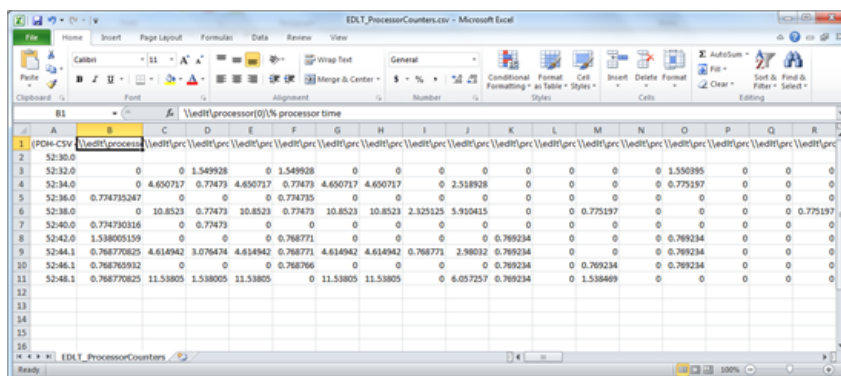 EDLT_ProcessorCounters.csv - Microsoft Excel
File Home Insert Page Layout Formulas Data Review View
Calibri 11 A A Wrap Text General Σ AutoSum
Paste B I U Merge & Center $ % , Conditional Formatting Format as Table Cell Styles Insert Delete Format Fill Clear Sort & Filter Find & Select
Clipboard Font Alignment Number Styles Cells Editing
B1 fx \\edlt\processor(0)\% processor time
A B C D E F G H I J K L M N O P Q R
1 (PDH-CSV \\edlt\processo \\edlt\prc \\edlt\prc \\edlt\prc \\edlt\prc \\edlt\prc \\edlt\prc \\edlt\prc \\edlt\prc \\edlt\prc \\edlt\prc \\edlt\prc \\edlt\prc \\edlt\prc \\edlt\prc \\edlt\prc \\edlt\pro
2 52:30.0
3 52:32.0 0 0 1.549928 0 1.549928 0 0 0 0 0 0 0 0 1.550395 0 0 0
4 52:34.0 0 4.650717 0.77473 4.650717 0.77473 4.650717 4.650717 0 2.518928 0 0 0 0 0.775197 0 0 0
5 52:36.0 0.774735247 0 0 0 0.774735 0 0 0 0 0 0 0 0 0 0 0 0
6 52:38.0 0 10.8523 0.77473 10.8523 0.77473 10.8523 10.8523 2.325125 5.910415 0 0 0.775197 0 0 0 0 0.775197
7 52:40.0 0.774730316 0 0.77473 0 0 0 0 0 0 0 0 0 0 0 0 0 0
8 52:42.0 1.538005159 0 0 0 0.768771 0 0 0 0 0.769234 0 0 0 0.769234 0 0 0
9 52:44.1 0.768770825 4.614942 3.076474 4.614942 0.768771 4.614942 4.614942 0.768771 2.98032 0.769234 0 0 0 0.769234 0 0 0
10 52:46.1 0.768765932 0 0 0 0.768766 0 0 0 0 0.769234 0 0.769234 0 0.769234 0 0 0
11 52:48.1 0.768770825 11.53805 1.538005 11.53805 0 11.53805 11.53805 0 6.057257 0.769234 0 1.538469 0 0 0 0 0
12
13
14
15
16
EDLT_ProcessorCounters
Ready 100%